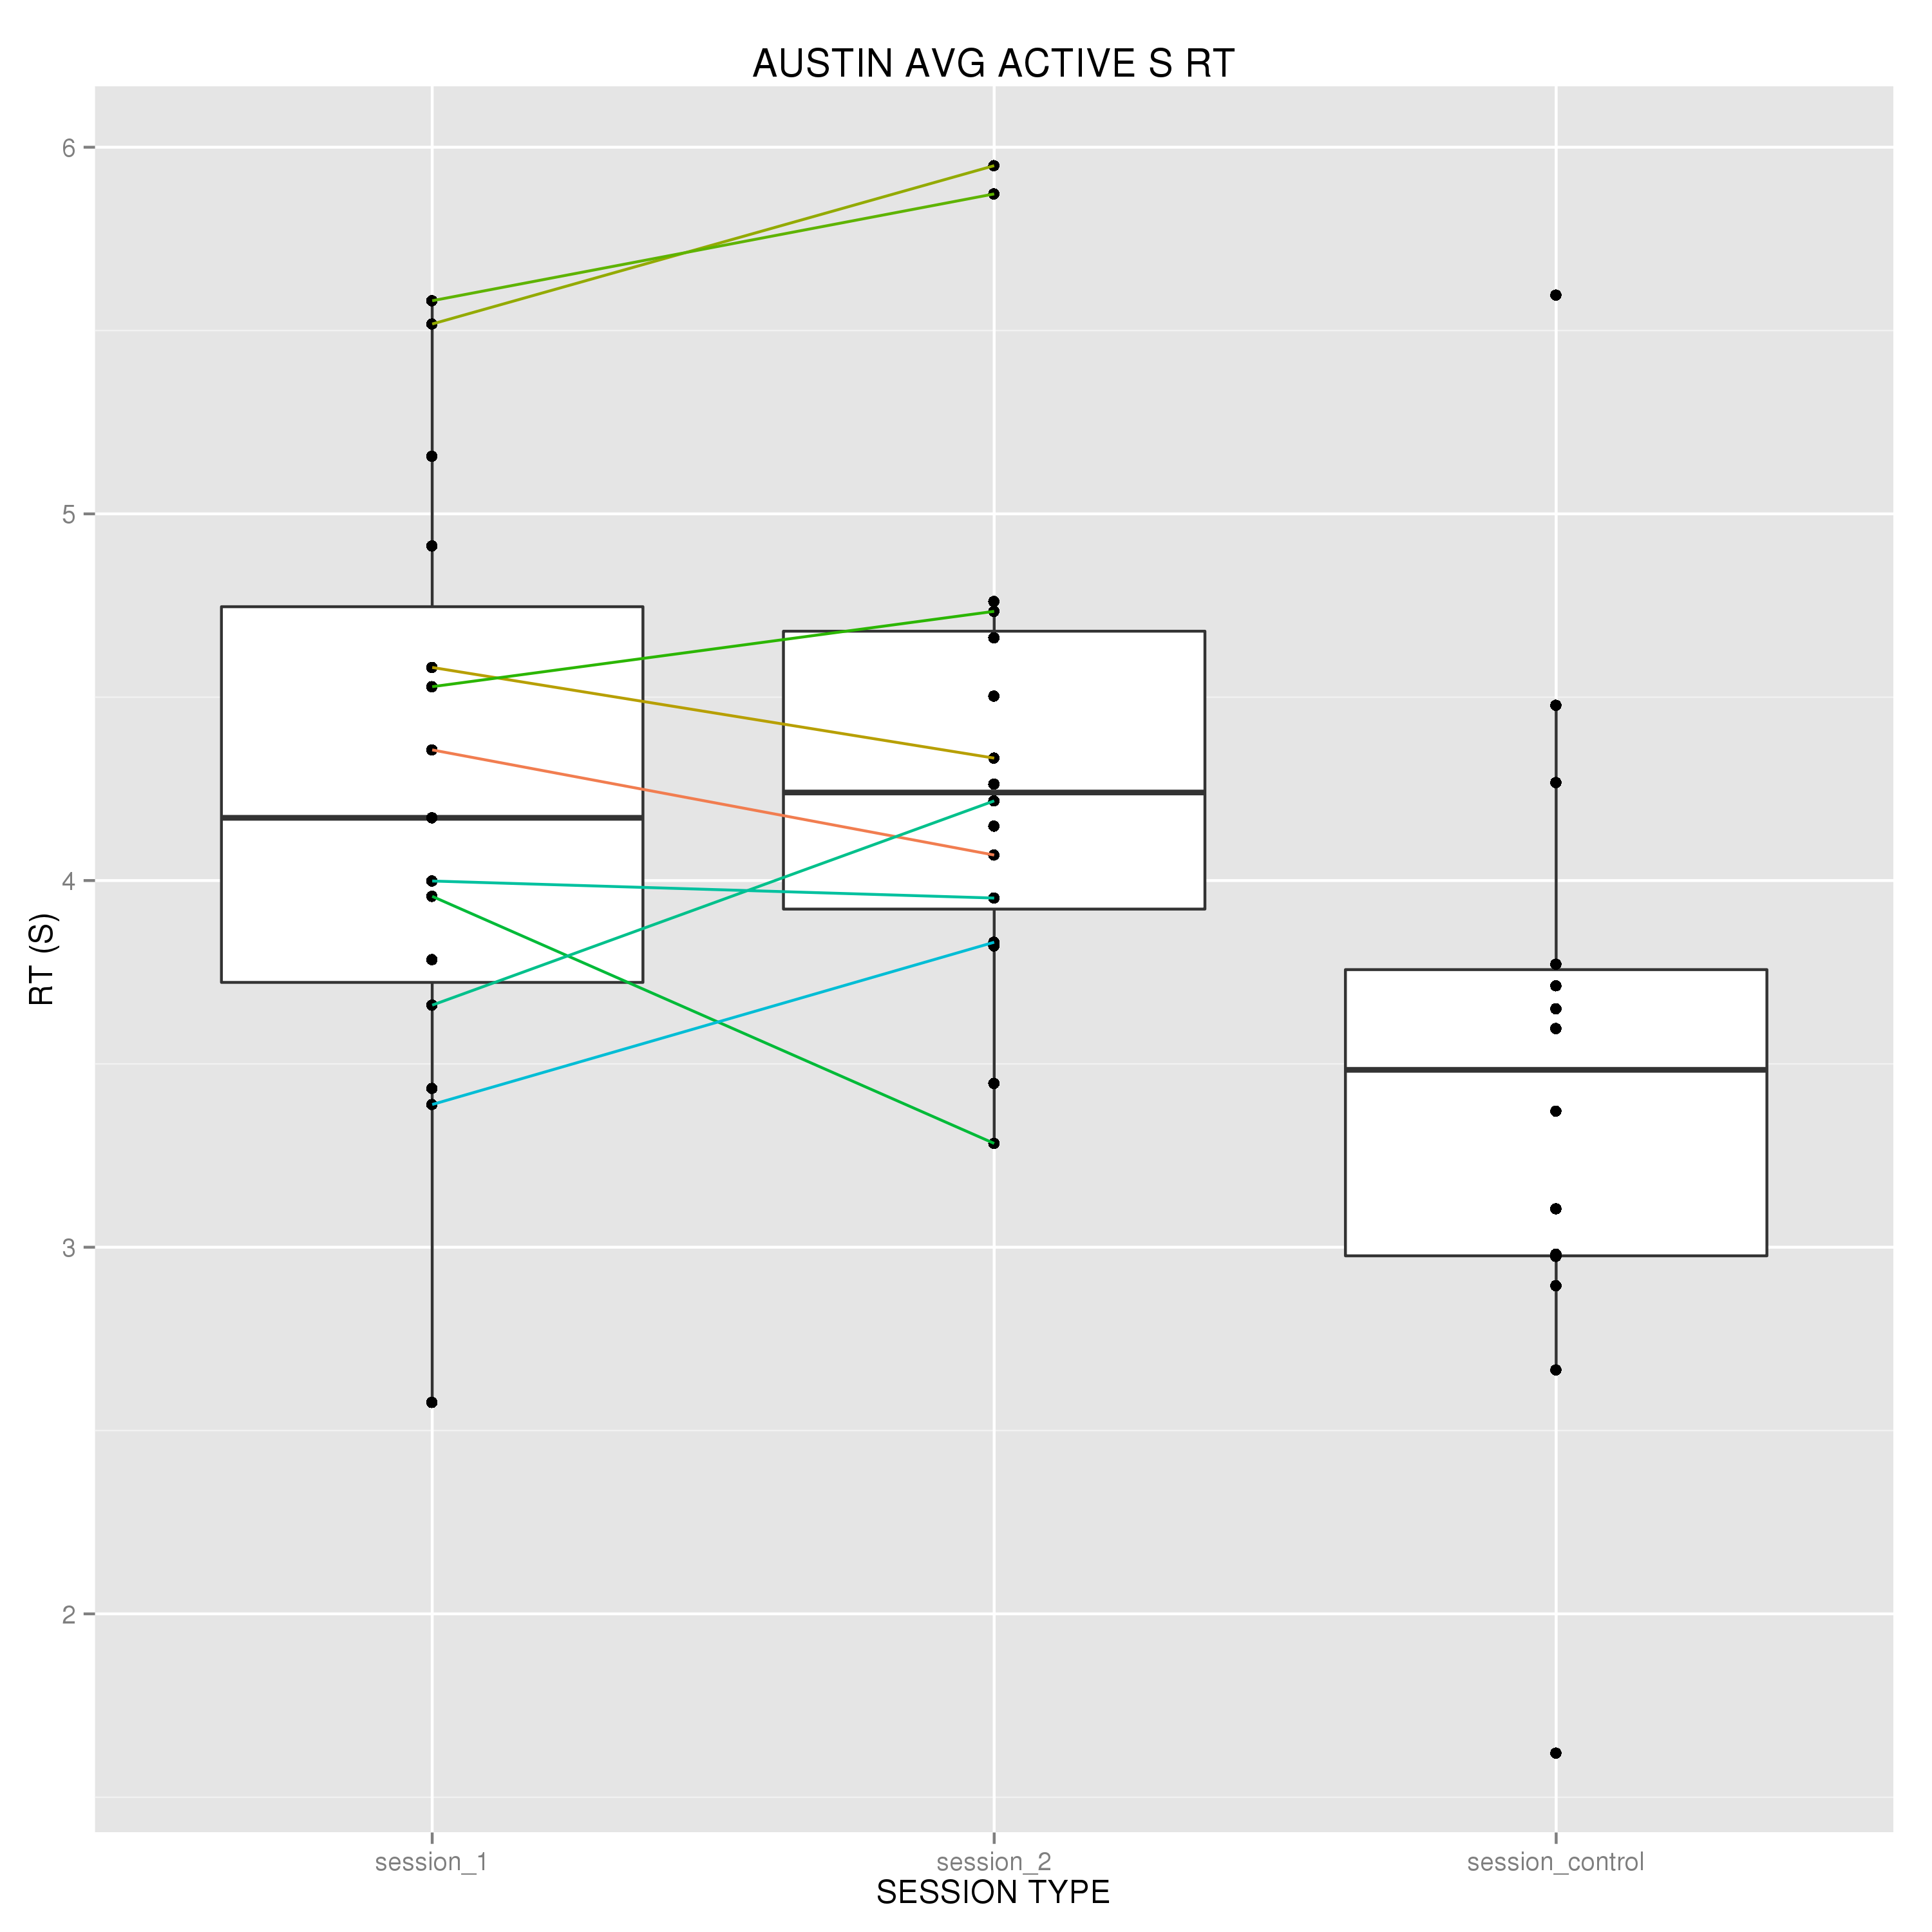 AUSTIN AVG ACTIVE S RT
6
5
4
3
2
RT (S)
session_1
session_2
session_control
SESSION TYPE